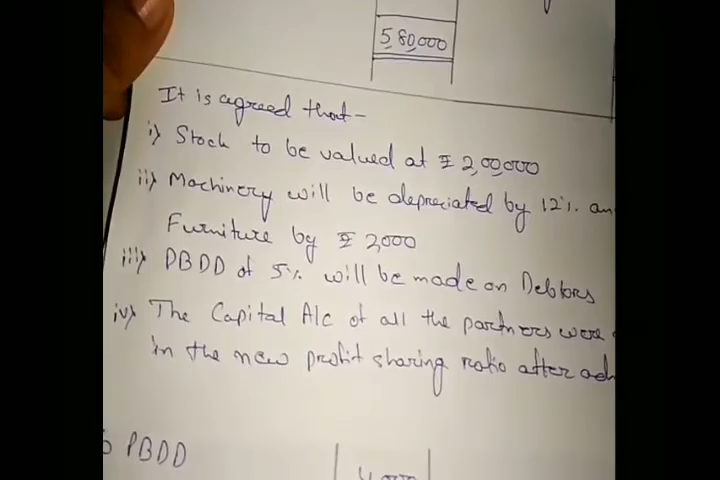 5,80,000
It is agreed that-
i) Stock to be valued at ₹ 2,00,000
ii) Machinery will be depreciated by 12%. an
Furniture by ₹ 2,000
iii) PBDD of 5% will be made on Debtors
iv) The Capital A/c of all the partners were
in the new profit sharing ratio after ad
PBDD